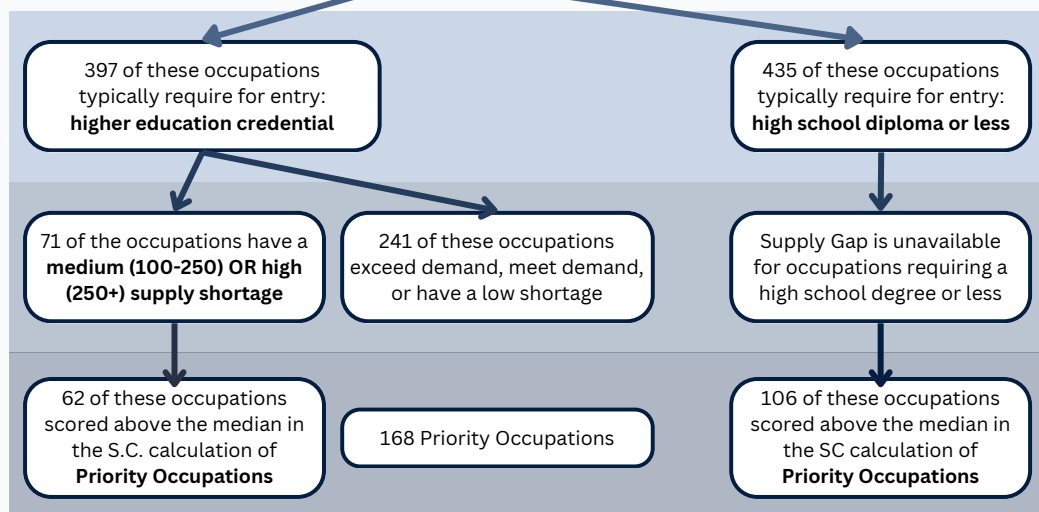 397 of these occupations
typically require for entry:
higher education credential
435 of these occupations
typically require for entry:
high school diploma or less
71 of the occupations have a
medium (100-250) OR high
(250+) supply shortage
241 of these occupations
exceed demand, meet demand,
or have a low shortage
Supply Gap is unavailable
for occupations requiring a
high school degree or less
62 of these occupations
scored above the median in
the S.C. calculation of
Priority Occupations
168 Priority Occupations
106 of these occupations
scored above the median in
the SC calculation of
Priority Occupations